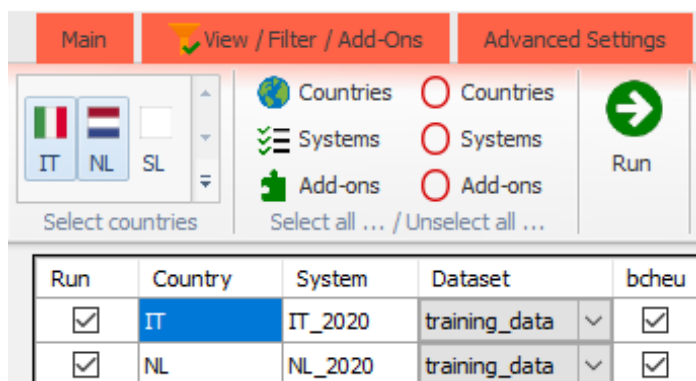 Main View / Filter / Add-Ons Advanced Settings
IT NL SL
Select countries
Countries Countries
Systems Systems
Add-ons Add-ons
Select all ... / Unselect all ...
Run
Run Country System Dataset bcheu
IT IT_2020 training_data
NL NL_2020 training_data